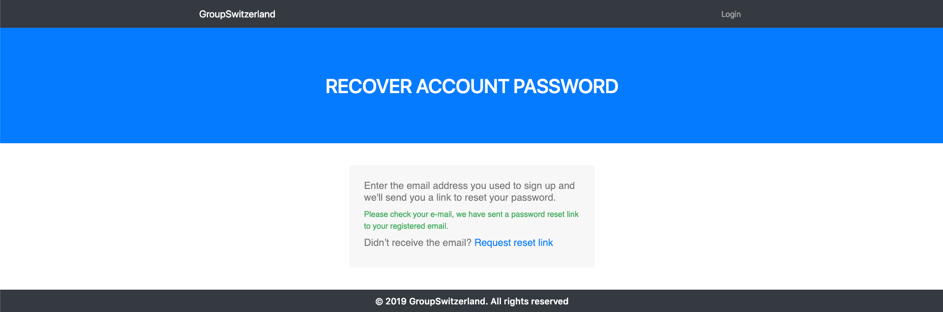 GroupSwitzerland
Login
RECOVER ACCOUNT PASSWORD
Enter the email address you used to sign up and
we'll send you a link to reset your password.
Please check your e-mail, we have sent a password reset link
to your registered email.
Didn't receive the email? Request reset link
© 2019 GroupSwitzerland. All rights reserved